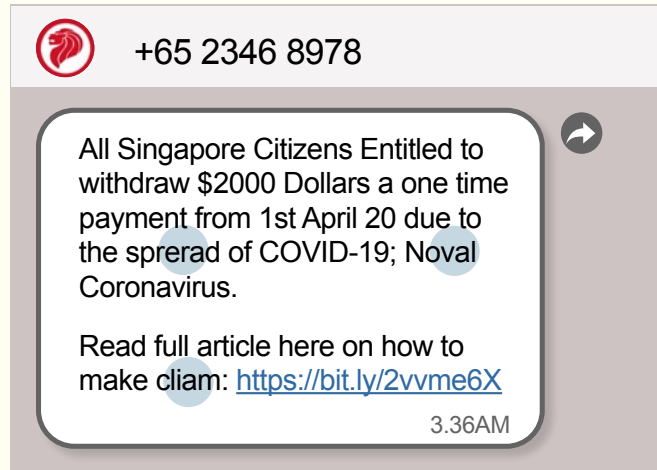 +65 2346 8978
All Singapore Citizens Entitled to
withdraw $2000 Dollars a one time
payment from 1st April 20 due to
the sprerad of COVID-19; Noval
Coronavirus.
Read full article here on how to
make cliam: https://bit.ly/2vvme6X
3.36AM